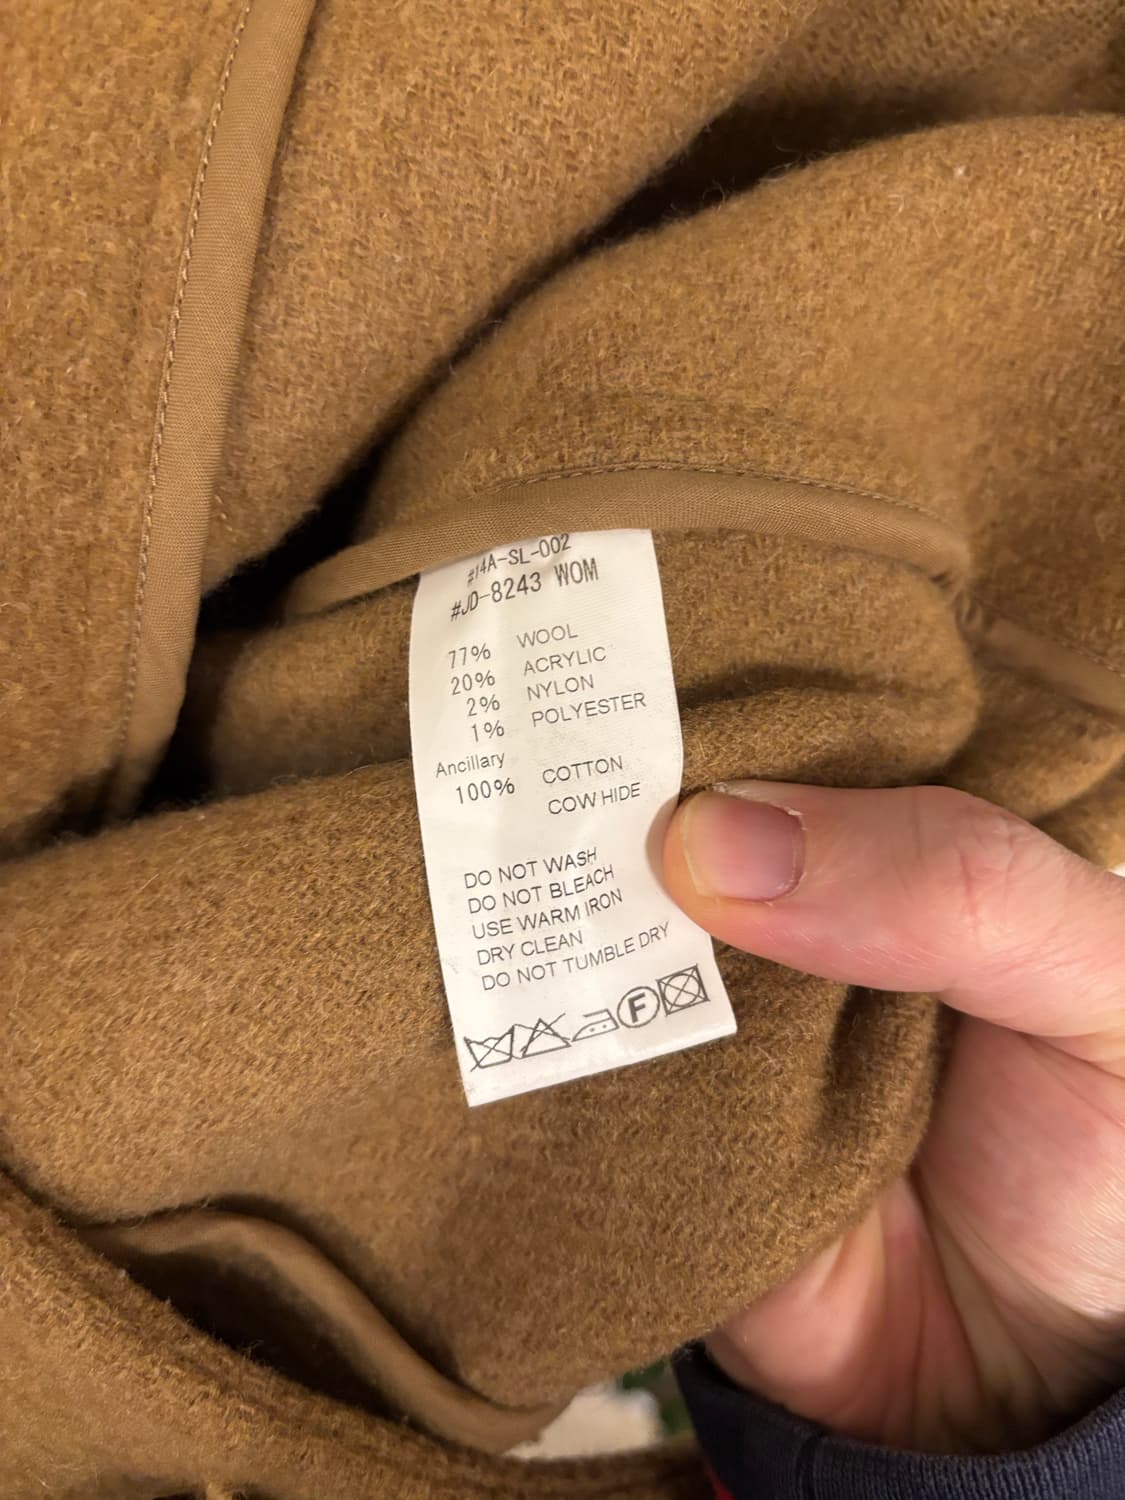 #14A-SL-002
#JD-8243 WOM
77% WOOL
20% ACRYLIC
2% NYLON
1% POLYESTER
Ancillary
100% COTTON
COW HIDE
DO NOT WASH
DO NOT BLEACH
USE WARM IRON
DRY CLEAN
DO NOT TUMBLE DRY
F